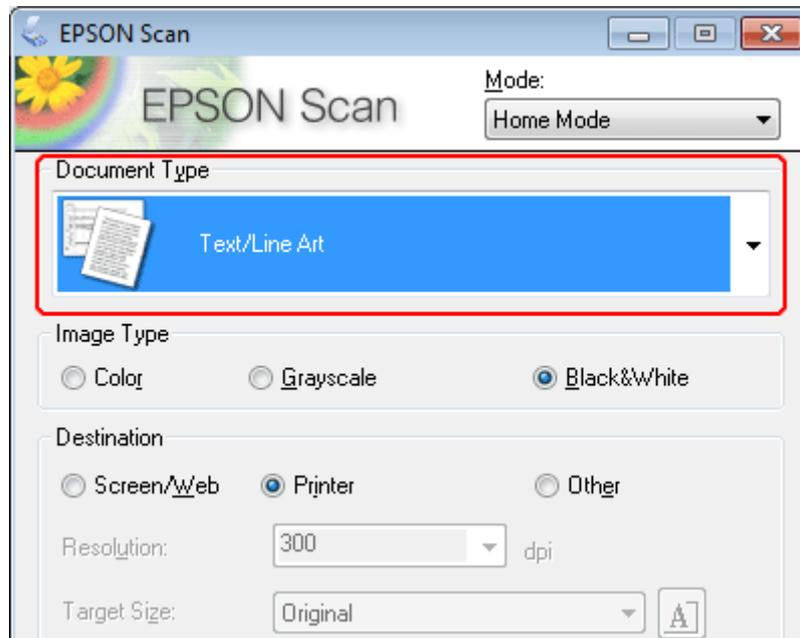 EPSON Scan
EPSON Scan
Mode:
Home Mode
Document Type
Text/Line Art
Image Type
Color Grayscale Black&White
Destination
Screen/Web Printer Other
Resolution: 300 dpi
Target Size: Original A